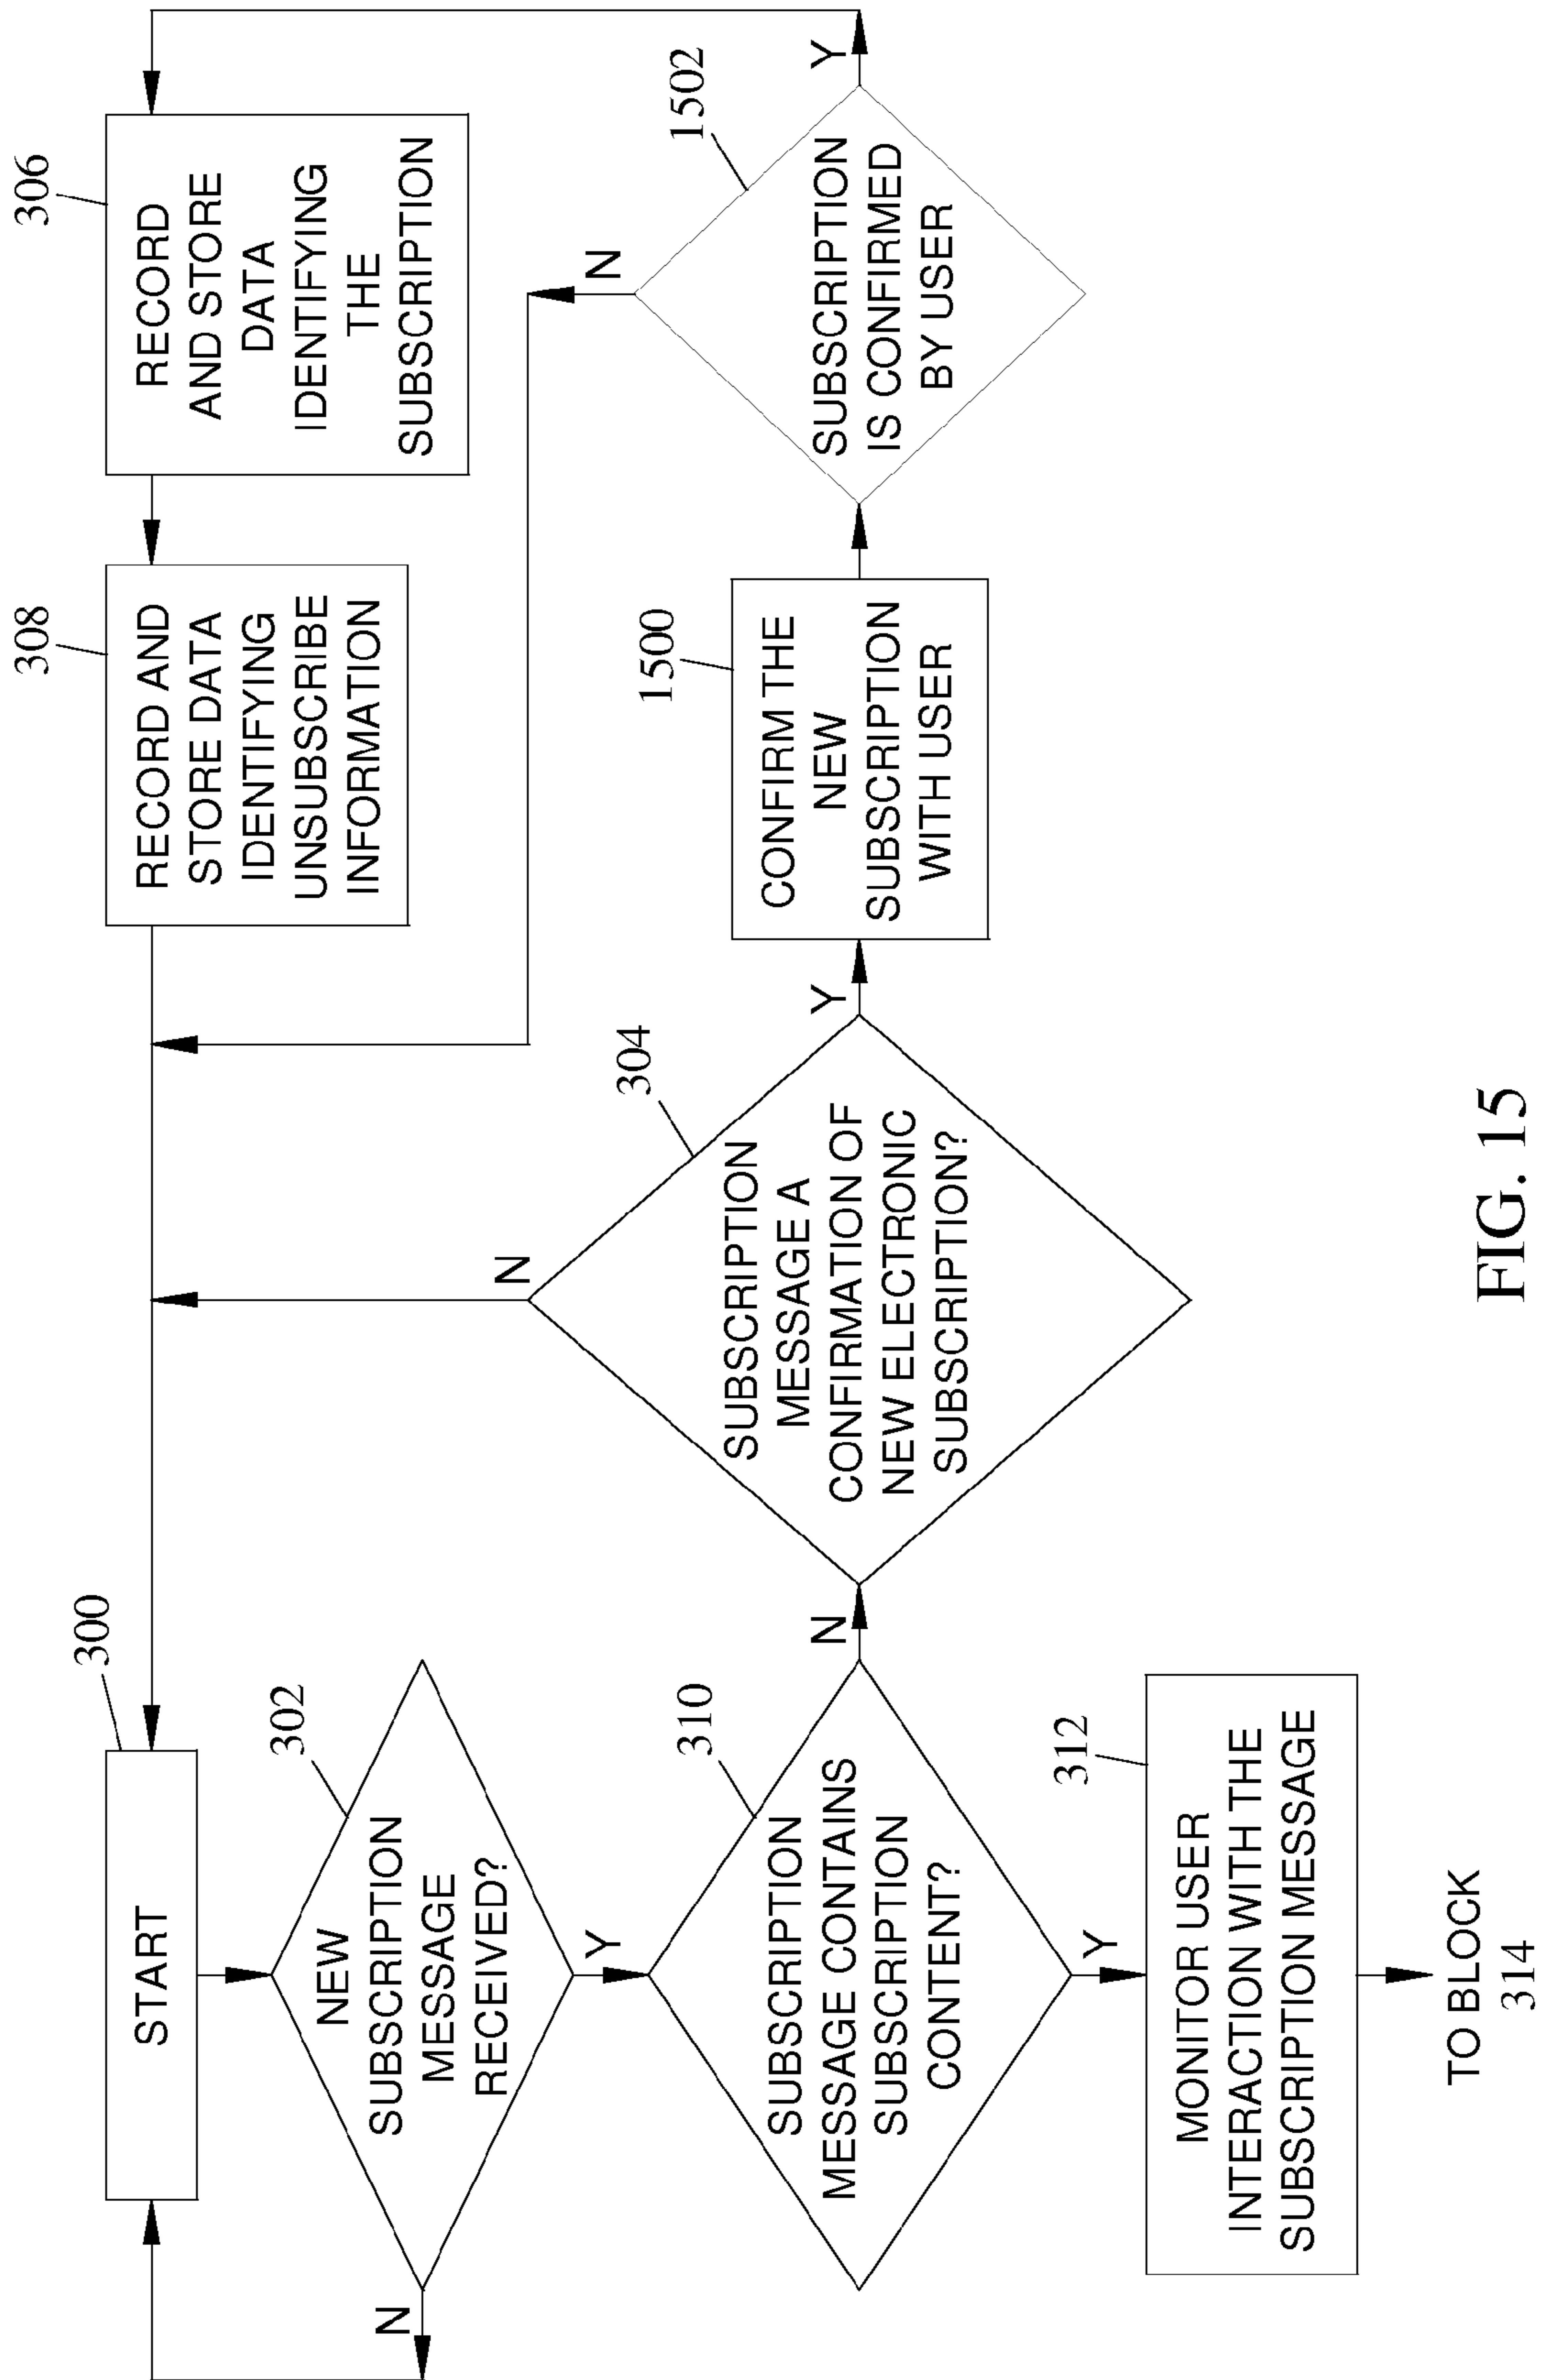 300
START
302
NEW
SUBSCRIPTION
MESSAGE
RECEIVED?
N
Y
310
SUBSCRIPTION
MESSAGE CONTAINS
SUBSCRIPTION
CONTENT?
N
Y
312
MONITOR USER
INTERACTION WITH THE
SUBSCRIPTION MESSAGE
TO BLOCK
314
304
SUBSCRIPTION
MESSAGE A
CONFIRMATION OF
NEW ELECTRONIC
SUBSCRIPTION?
N
Y
1500
CONFIRM THE
NEW
SUBSCRIPTION
WITH USER
1502
SUBSCRIPTION
IS CONFIRMED
BY USER
N
Y
306
RECORD
AND STORE
DATA
IDENTIFYING
THE
SUBSCRIPTION
308
RECORD AND
STORE DATA
IDENTIFYING
UNSUBSCRIBE
INFORMATION
FIG. 15